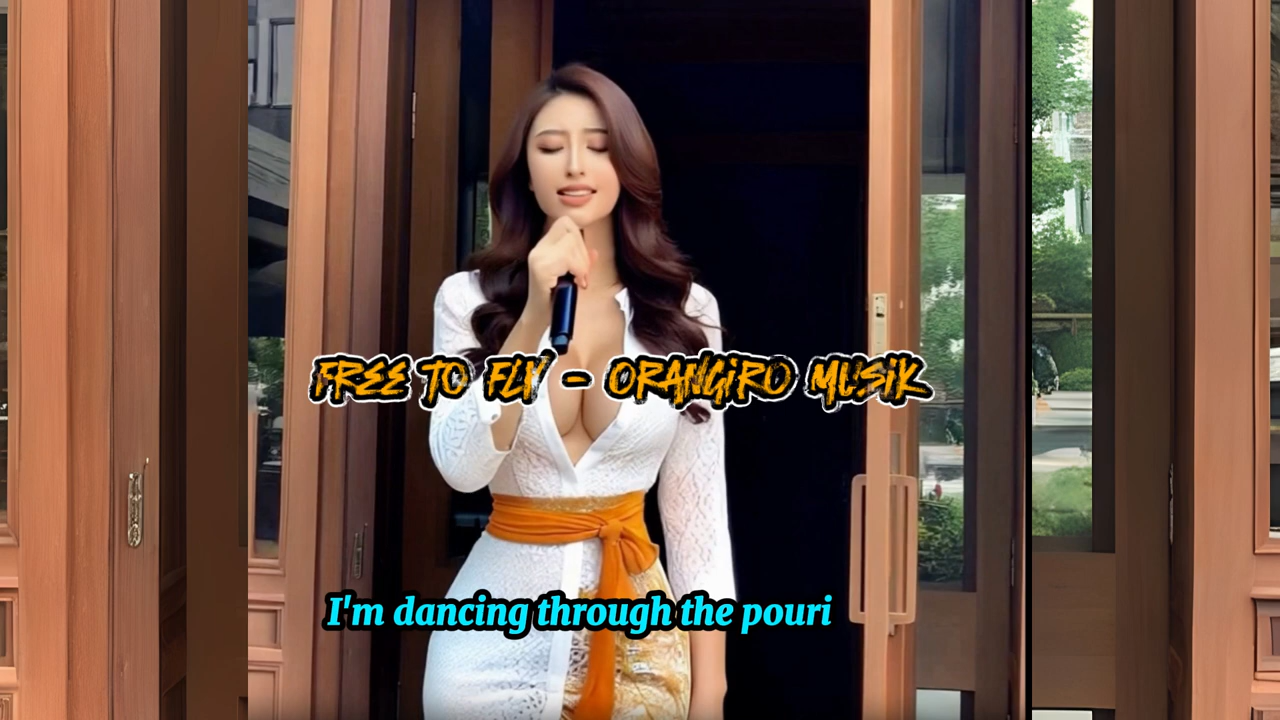 FREE TO FLY - ORANGiRO MUSiK
I'm dancing through the pouri